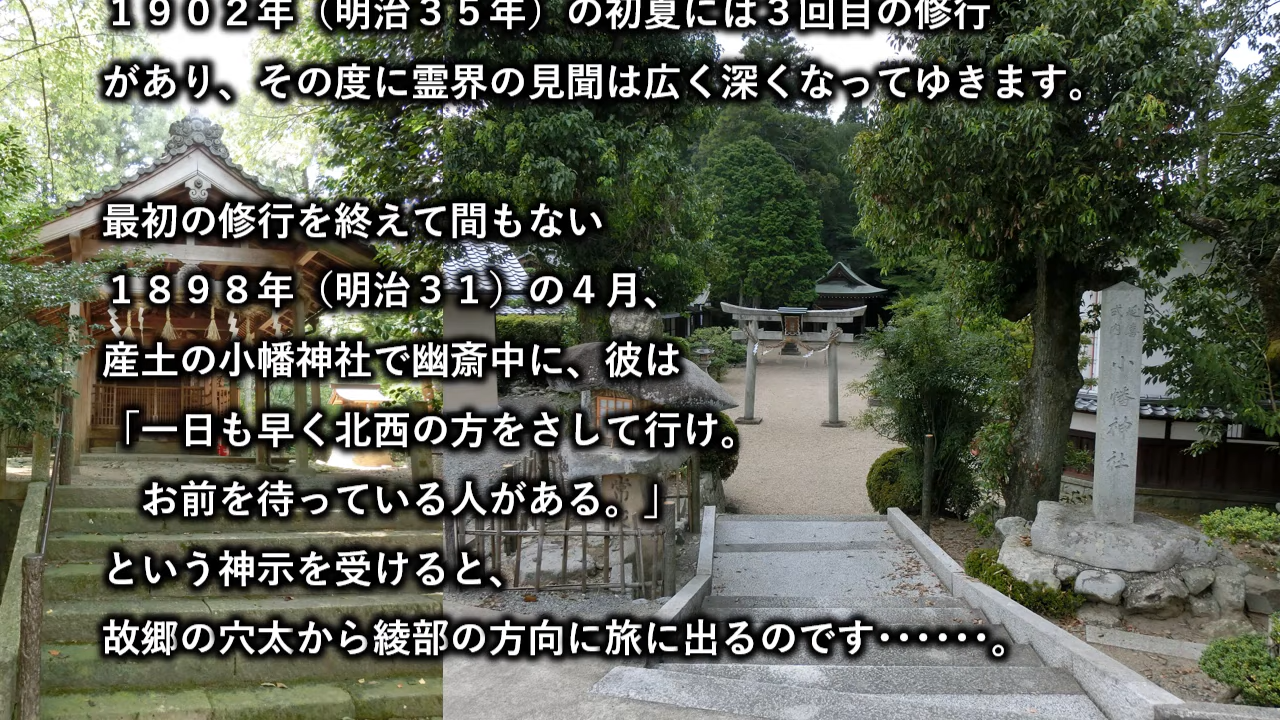 １９０２年（明治３５年）の初夏には３回目の修行
があり、その度に霊界の見聞は広く深くなってゆきます。
最初の修行を終えて間もない
１８９８年（明治３１）の４月、
産土の小幡神社で幽斎中に、彼は
「一日も早く北西の方をさして行け。
お前を待っている人がある。」
という神示を受けると、
故郷の穴太から綾部の方向に旅に出るのです‥‥‥。
小幡神社